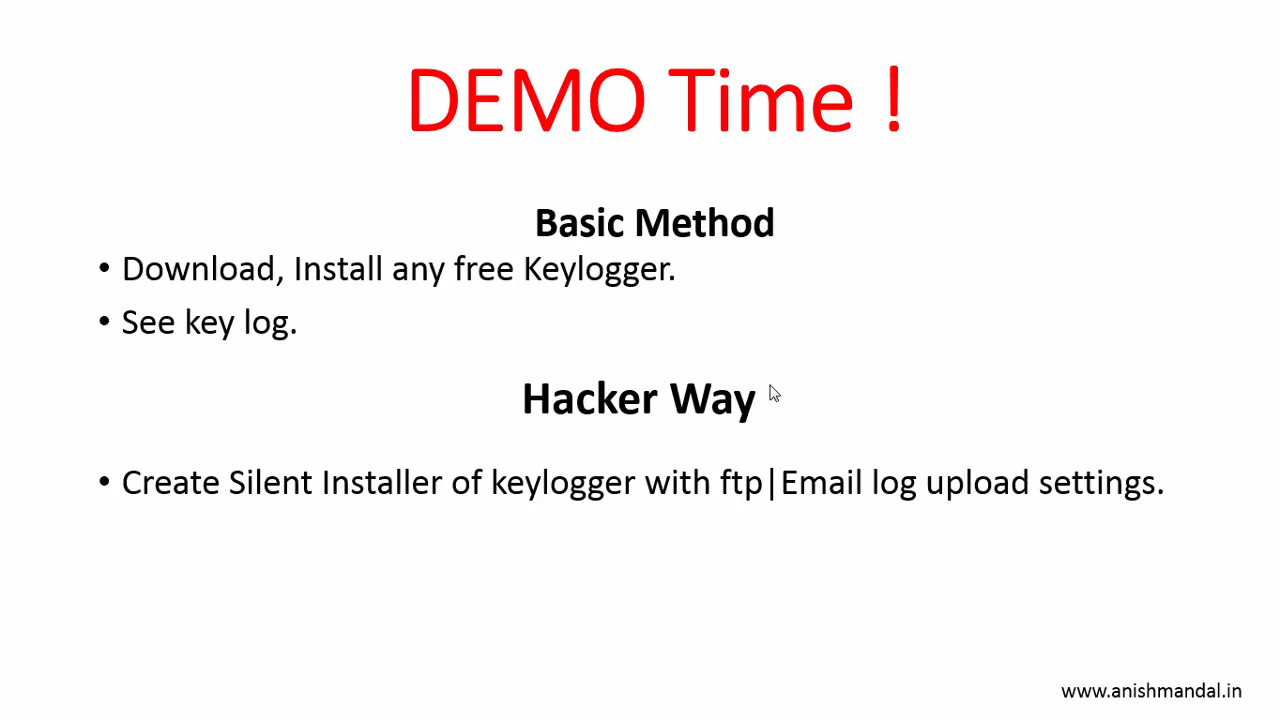 DEMO Time !
Basic Method
• Download, Install any free Keylogger.
• See key log.
Hacker Way
• Create Silent Installer of keylogger with ftp|Email log upload settings.
www.anishmandal.in